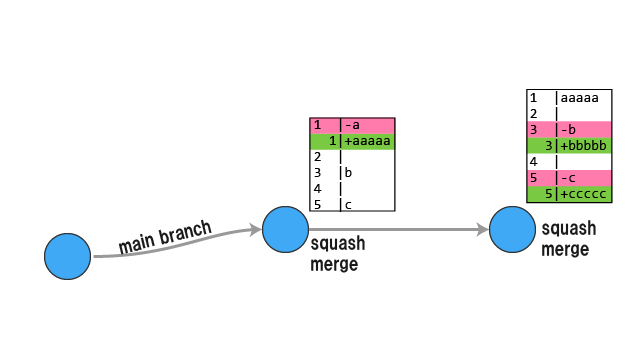 main branch
1 |-a
1|+aaaaa
2 |
3 |b
4 |
5 |c
squash
merge
1 |aaaaa
2 |
3 |-b
3|+bbbbb
4 |
5 |-c
5|+ccccc
squash
merge